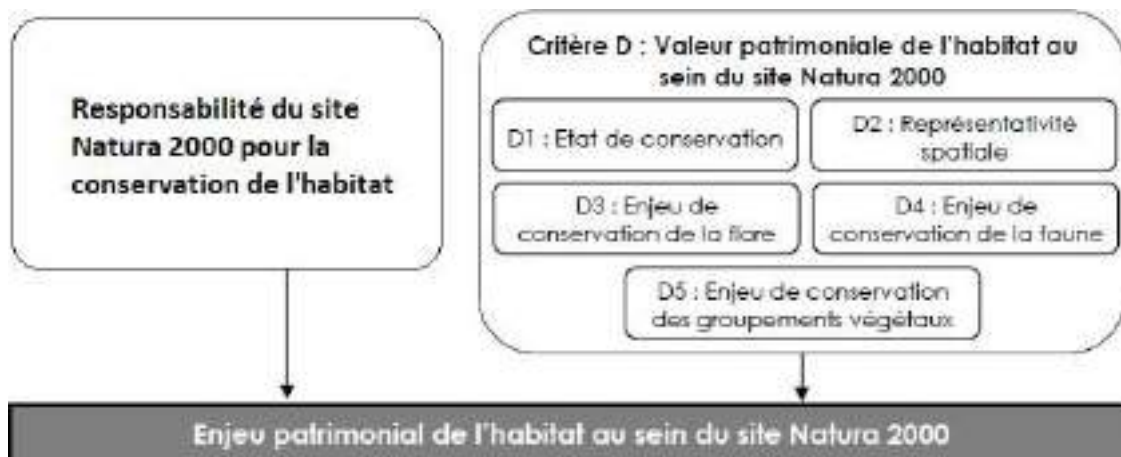 Responsabilité du site
Natura 2000 pour la
conservation de l'habitat
Critère D : Valeur patrimoniale de l'habitat au
sein du site Natura 2000
D1 : Etat de conservation
D2 : Représentativité
spatiale
D3 : Enjeu de
conservation de la flore
D4 : Enjeu de
conservation de la faune
D5 : Enjeu de conservation
des groupements végétaux
Enjeu patrimonial de l'habitat au sein du site Natura 2000